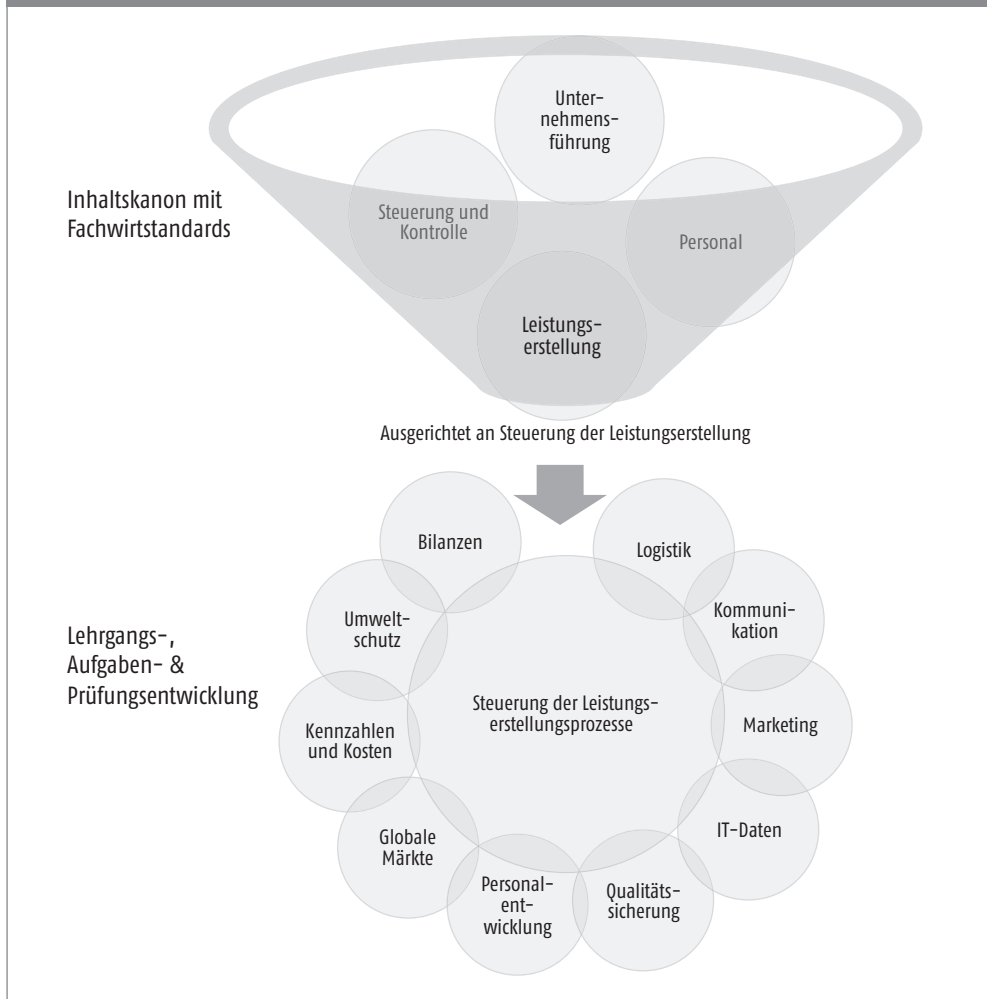 Unter-
nehmens-
führung
Inhaltskanon mit
Fachwirtstandards
Steuerung und
Kontrolle
Personal
Leistungs-
erstellung
Ausgerichtet an Steuerung der Leistungserstellung
Bilanzen
Logistik
Umwelt-
schutz
Kommuni-
kation
Lehrgangs-,
Aufgaben- &
Prüfungsentwicklung
Steuerung der Leistungs-
erstellungsprozesse
Kennzahlen
und Kosten
Marketing
Globale
Märkte
IT-Daten
Personal-
ent-
wicklung
Qualitäts-
sicherung